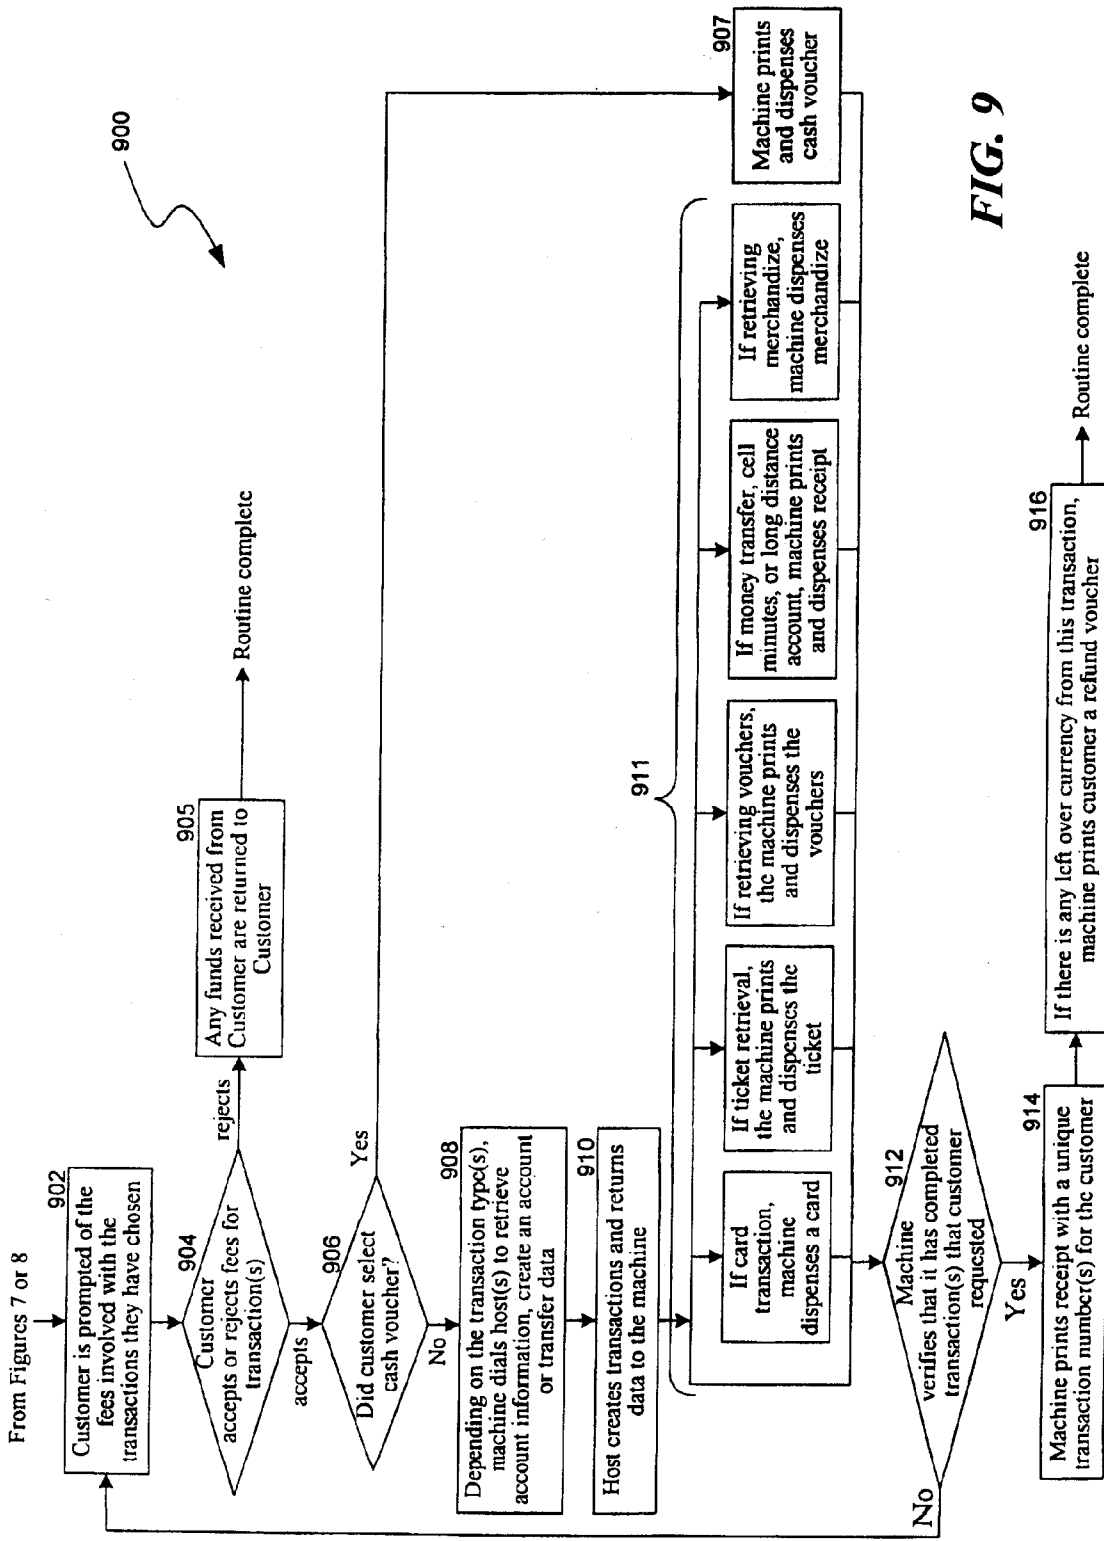 From Figures 7 or 8
900
902
Customer is prompted of the
fees involved with the
transactions they have chosen
904
Customer
accepts or rejects fees for
transaction(s)
rejects
905
Any funds received from
Customer are returned to
Customer
Routine complete
accepts
906
Did customer select
cash voucher?
Yes
No
908
Depending on the transaction type(s),
machine dials host(s) to retrieve
account information, create an account
or transfer data
910
Host creates transactions and returns
data to the machine
911
If card
transaction,
machine
dispenses a card
If ticket retrieval,
the machine prints
and dispenses the
ticket
If retrieving vouchers,
the machine prints
and dispenses the
vouchers
If money transfer, cell
minutes, or long distance
account, machine prints
and dispenses receipt
If retrieving
merchandize,
machine dispenses
merchandize
907
Machine prints
and dispenses
cash voucher
912
Machine
verifies that it has completed
transaction(s) that customer
requested
No
Yes
914
Machine prints receipt with a unique
transaction number(s) for the customer
916
If there is any left over currency from this transaction,
machine prints customer a refund voucher
Routine complete
FIG. 9